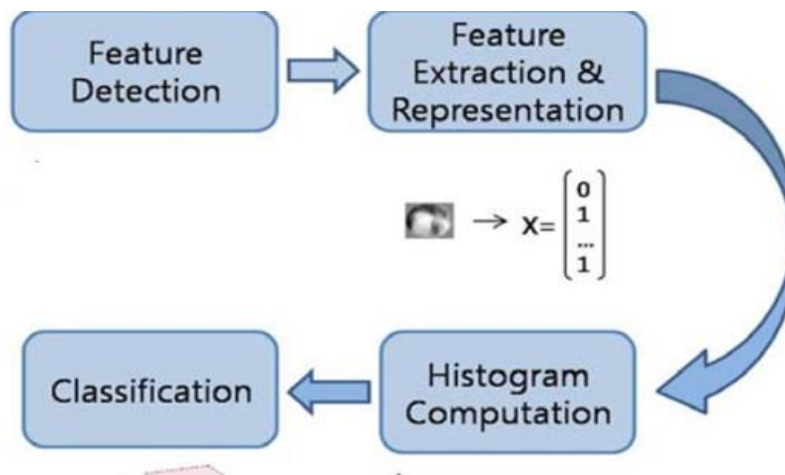 Feature
Detection
Feature
Extraction &
Representation
X=
0
1
...
1
Classification
Histogram
Computation